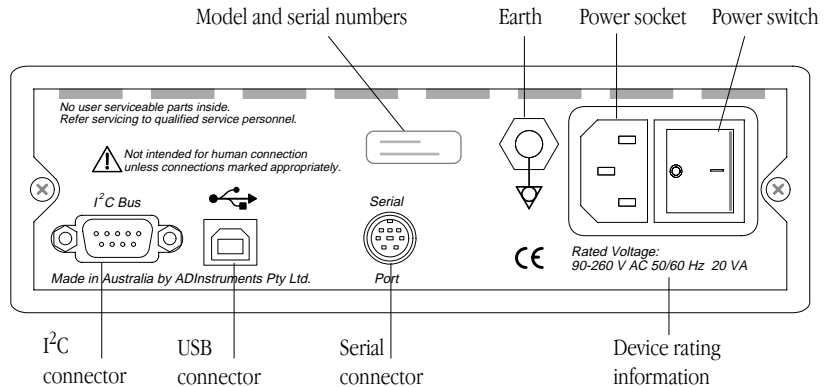 Model and serial numbers
Earth
Power socket
Power switch
No user serviceable parts inside.
Refer servicing to qualified service personnel.
Not intended for human connection
unless connections marked appropriately.
I²C Bus
Serial
Port
Made in Australia by ADInstruments Pty Ltd.
CE
Rated Voltage:
90-260 V AC 50/60 Hz 20 VA
I²C
connector
USB
connector
Serial
connector
Device rating
information